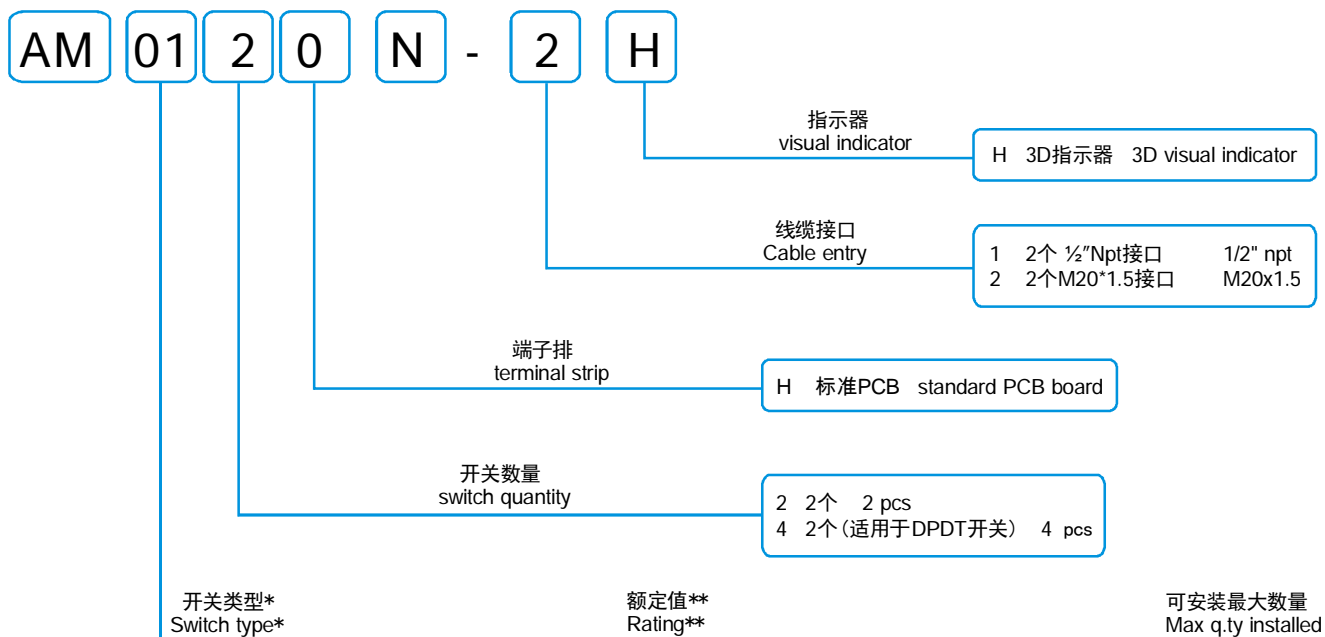 AM 01 2 0 N - 2 H
指示器
visual indicator
H 3D指示器 3D visual indicator
线缆接口
Cable entry
1 2个 ½″Npt接口 1/2" npt
2 2个M20*1.5接口 M20x1.5
端子排
terminal strip
H 标准PCB standard PCB board
开关数量
switch quantity
2 2个 2 pcs
4 2个（适用于DPDT开关） 4 pcs
开关类型* 额定值** 可安装最大数量
Switch type* Rating** Max q.ty installed